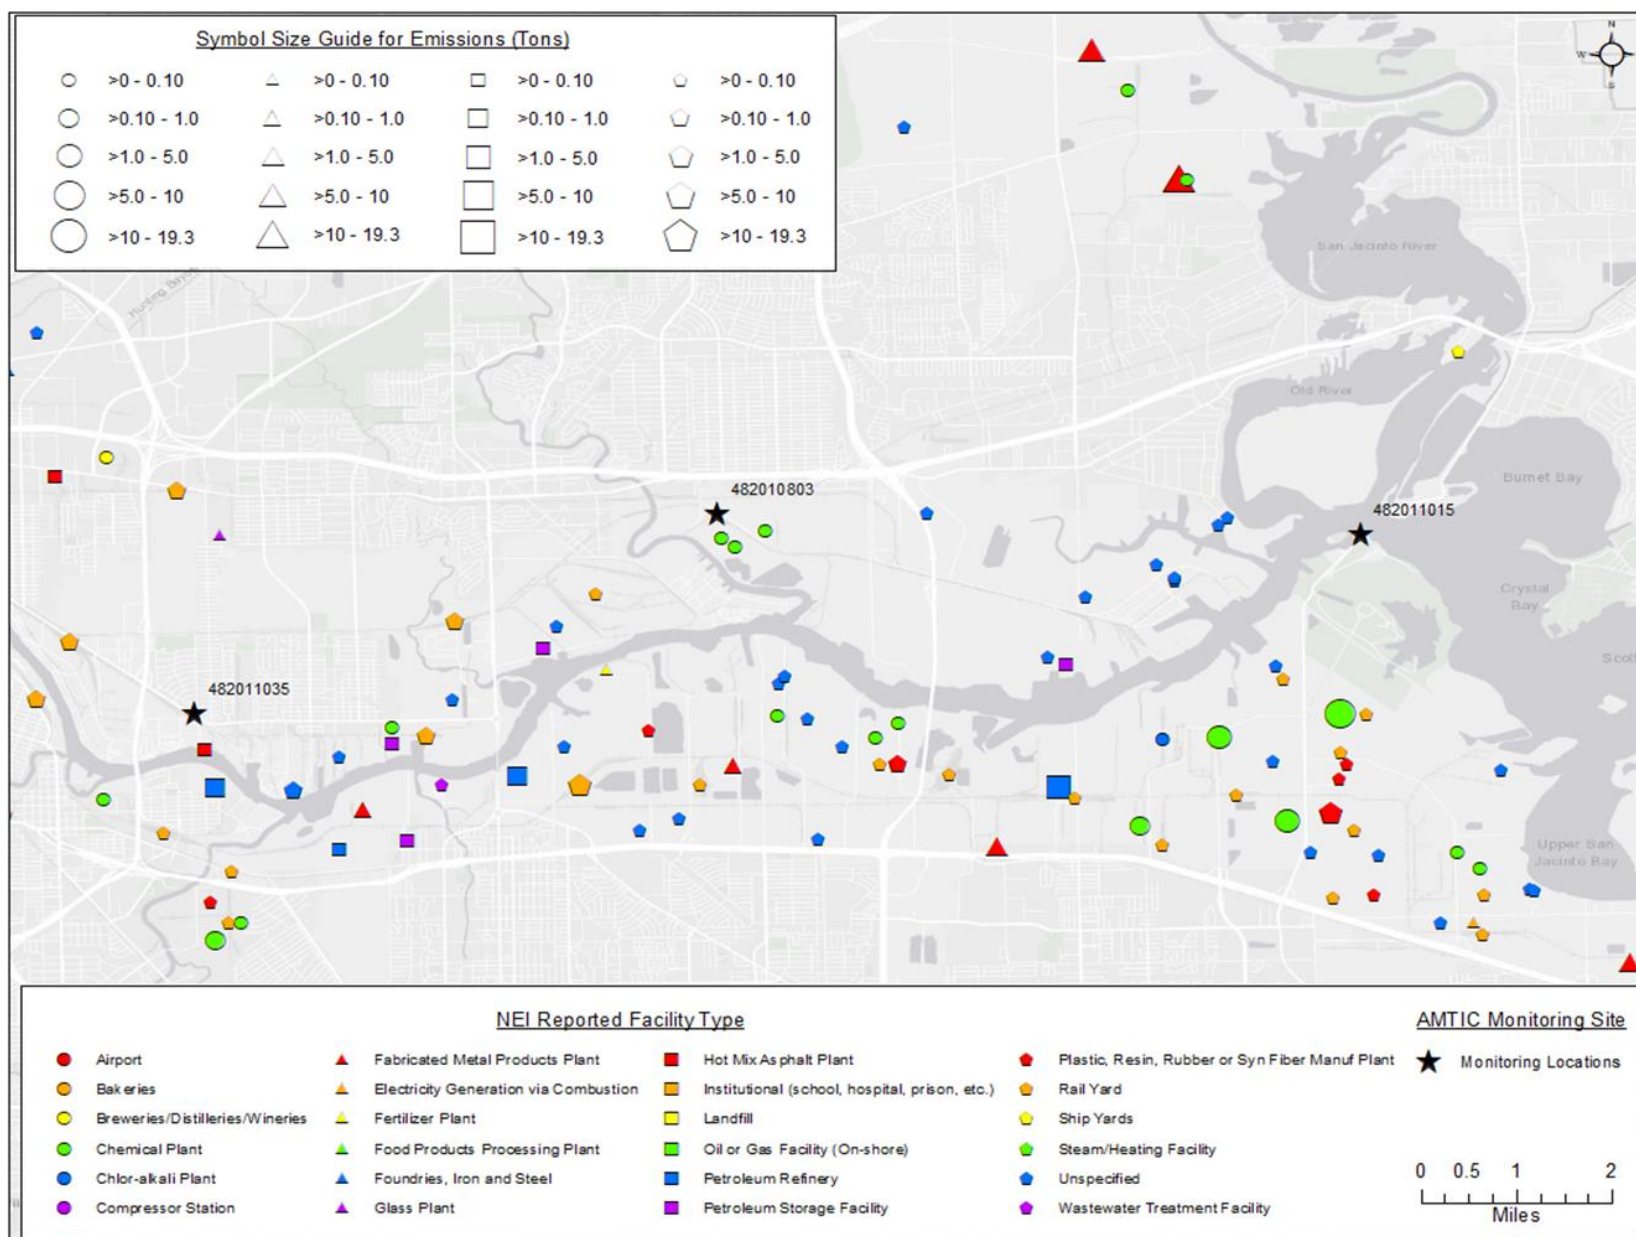 Symbol Size Guide for Emissions (Tons)
>0 - 0.10 >0 - 0.10 >0 - 0.10 >0 - 0.10
>0.10 - 1.0 >0.10 - 1.0 >0.10 - 1.0 >0.10 - 1.0
>1.0 - 5.0 >1.0 - 5.0 >1.0 - 5.0 >1.0 - 5.0
>5.0 - 10 >5.0 - 10 >5.0 - 10 >5.0 - 10
>10 - 19.3 >10 - 19.3 >10 - 19.3 >10 - 19.3
N
W
S
San Jacinto River
Hunting Bayou
Old River
Burnet Bay
482010803
482011015
Crystal
Bay
Scott
482011035
Upper San
Jacinto Bay
NEI Reported Facility Type
AMTIC Monitoring Site
Airport
Fabricated Metal Products Plant
Hot Mix Asphalt Plant
Plastic, Resin, Rubber or Syn Fiber Manuf Plant
Monitoring Locations
Bakeries
Electricity Generation via Combustion
Institutional (school, hospital, prison, etc.)
Rail Yard
Breweries/Distilleries/Wineries
Fertilizer Plant
Landfill
Ship Yards
Chemical Plant
Food Products Processing Plant
Oil or Gas Facility (On-shore)
Steam/Heating Facility
Chlor-alkali Plant
Foundries, Iron and Steel
Petroleum Refinery
Unspecified
0 0.5 1 2
Compressor Station
Glass Plant
Petroleum Storage Facility
Wastewater Treatment Facility
Miles